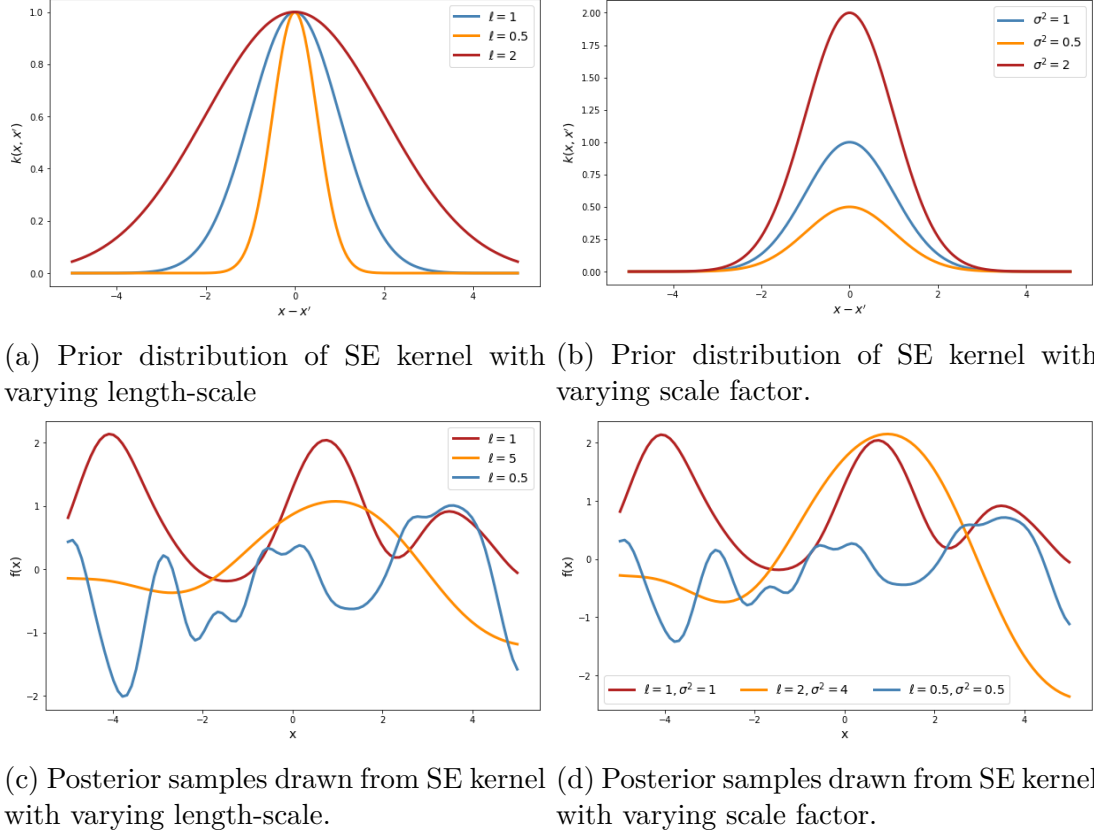 1.0
0.8
0.6
0.4
0.2
0.0
k(x, x′)
−4
−2
0
2
4
x − x′
ℓ = 1
ℓ = 0.5
ℓ = 2
2.00
1.75
1.50
1.25
1.00
0.75
0.50
0.25
0.00
k(x, x′)
−4
−2
0
2
4
x − x′
σ² = 1
σ² = 0.5
σ² = 2
(a) Prior distribution of SE kernel with
varying length-scale
(b) Prior distribution of SE kernel with
varying scale factor.
2
1
0
−1
−2
f(x)
−4
−2
0
2
4
x
ℓ = 1
ℓ = 5
ℓ = 0.5
2
1
0
−1
−2
f(x)
−4
−2
0
2
4
x
ℓ = 1, σ² = 1
ℓ = 2, σ² = 4
ℓ = 0.5, σ² = 0.5
(c) Posterior samples drawn from SE kernel
with varying length-scale.
(d) Posterior samples drawn from SE kernel
with varying scale factor.